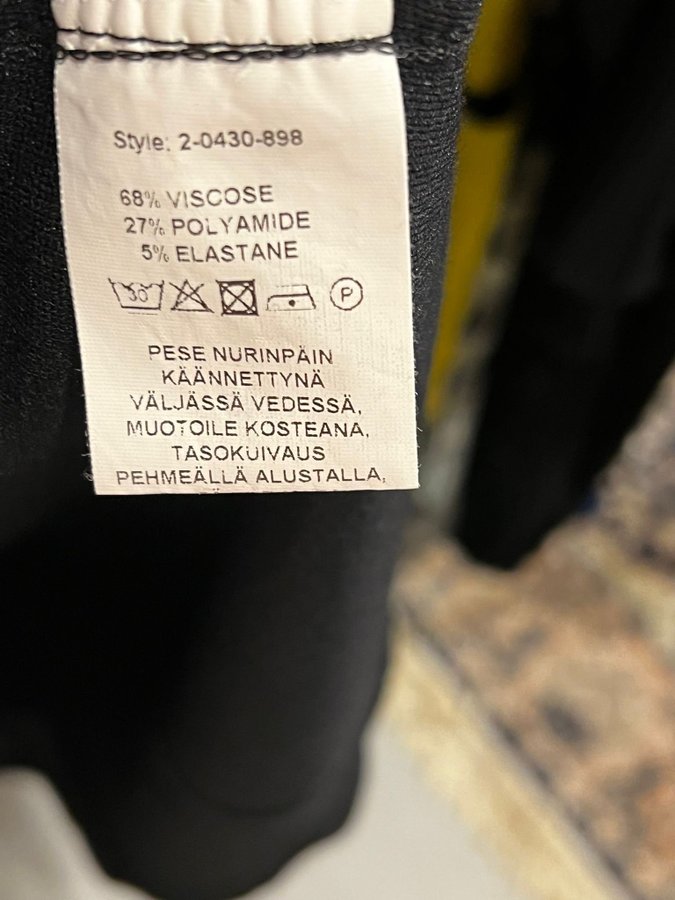 Style: 2-0430-898
68% VISCOSE
27% POLYAMIDE
5% ELASTANE
30 P
PESE NURINPÄIN
KÄÄNNETTYNÄ
VÄLJÄSSÄ VEDESSÄ,
MUOTOILE KOSTEANA,
TASOKUIVAUS
PEHMEÄLLÄ ALUSTALLA,